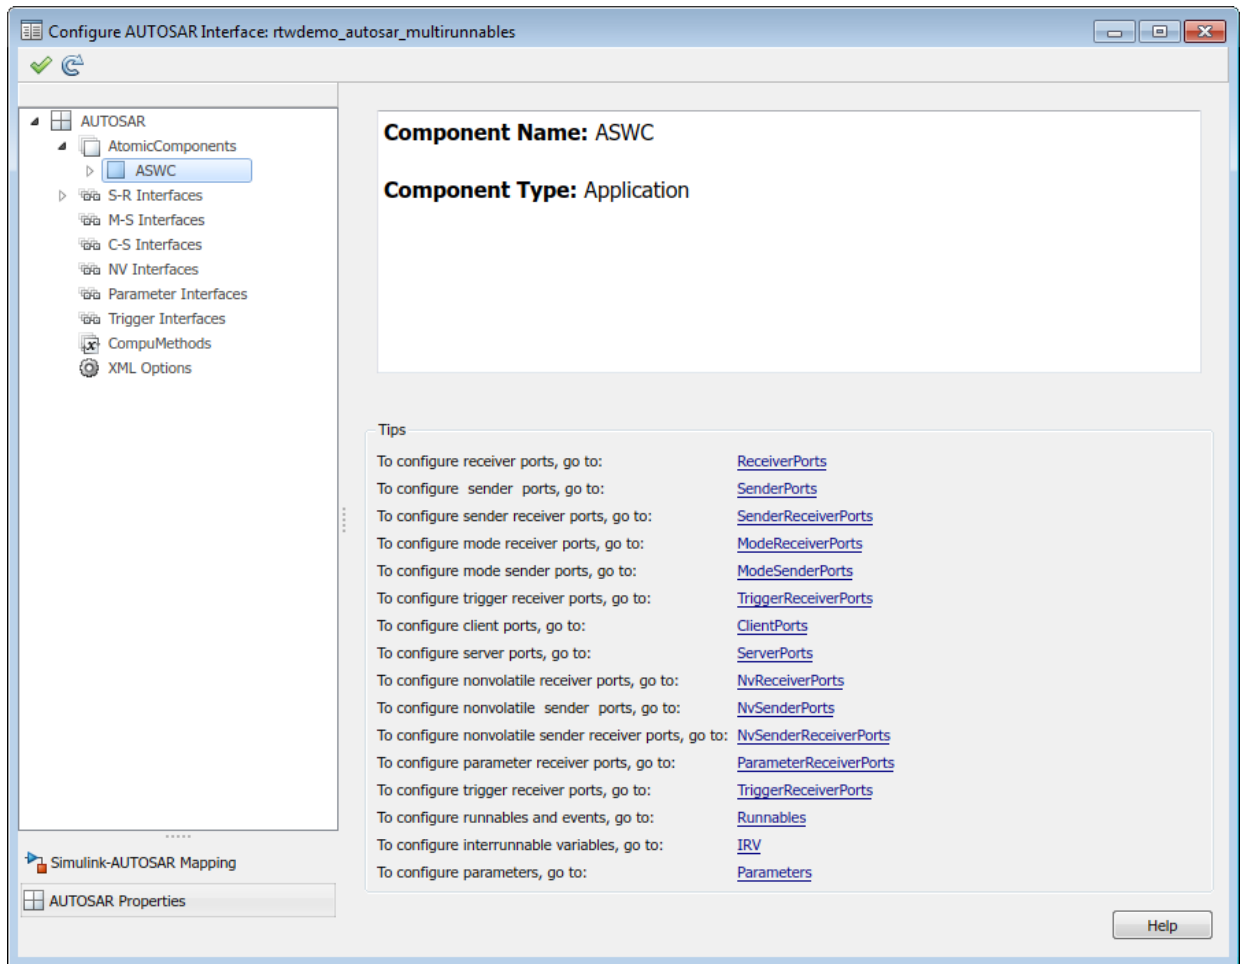 Configure AUTOSAR Interface: rtwdemo_autosar_multirunnables
AUTOSAR
AtomicComponents
ASWC
S-R Interfaces
M-S Interfaces
C-S Interfaces
NV Interfaces
Parameter Interfaces
Trigger Interfaces
CompuMethods
XML Options
Simulink-AUTOSAR Mapping
AUTOSAR Properties
Component Name: ASWC
Component Type: Application
Tips
To configure receiver ports, go to: ReceiverPorts
To configure sender ports, go to: SenderPorts
To configure sender receiver ports, go to: SenderReceiverPorts
To configure mode receiver ports, go to: ModeReceiverPorts
To configure mode sender ports, go to: ModeSenderPorts
To configure trigger receiver ports, go to: TriggerReceiverPorts
To configure client ports, go to: ClientPorts
To configure server ports, go to: ServerPorts
To configure nonvolatile receiver ports, go to: NvReceiverPorts
To configure nonvolatile sender ports, go to: NvSenderPorts
To configure nonvolatile sender receiver ports, go to: NvSenderReceiverPorts
To configure parameter receiver ports, go to: ParameterReceiverPorts
To configure trigger receiver ports, go to: TriggerReceiverPorts
To configure runnables and events, go to: Runnables
To configure interrunnable variables, go to: IRV
To configure parameters, go to: Parameters
Help